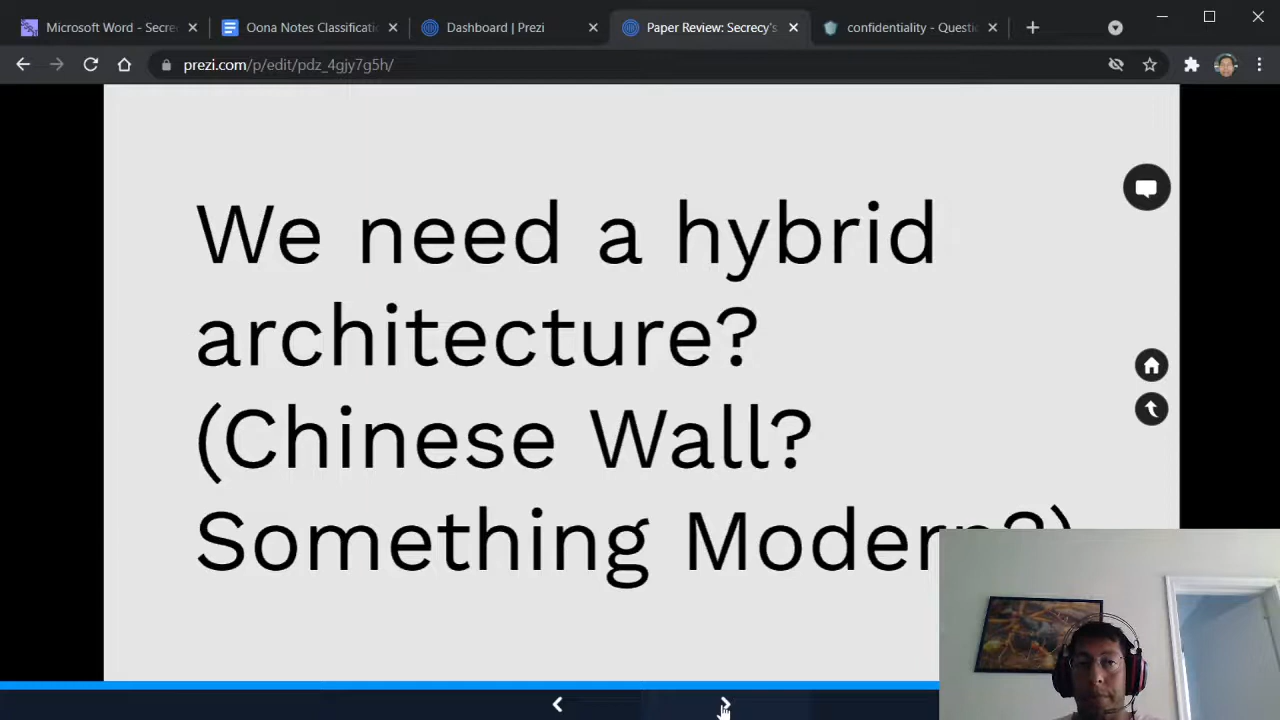 Microsoft Word - Secre
Oona Notes Classificati
Dashboard | Prezi
Paper Review: Secrecy's
confidentiality - Questi
prezi.com/p/edit/pdz_4gjy7g5h/
We need a hybrid
architecture?
(Chinese Wall?
Something Modern?)